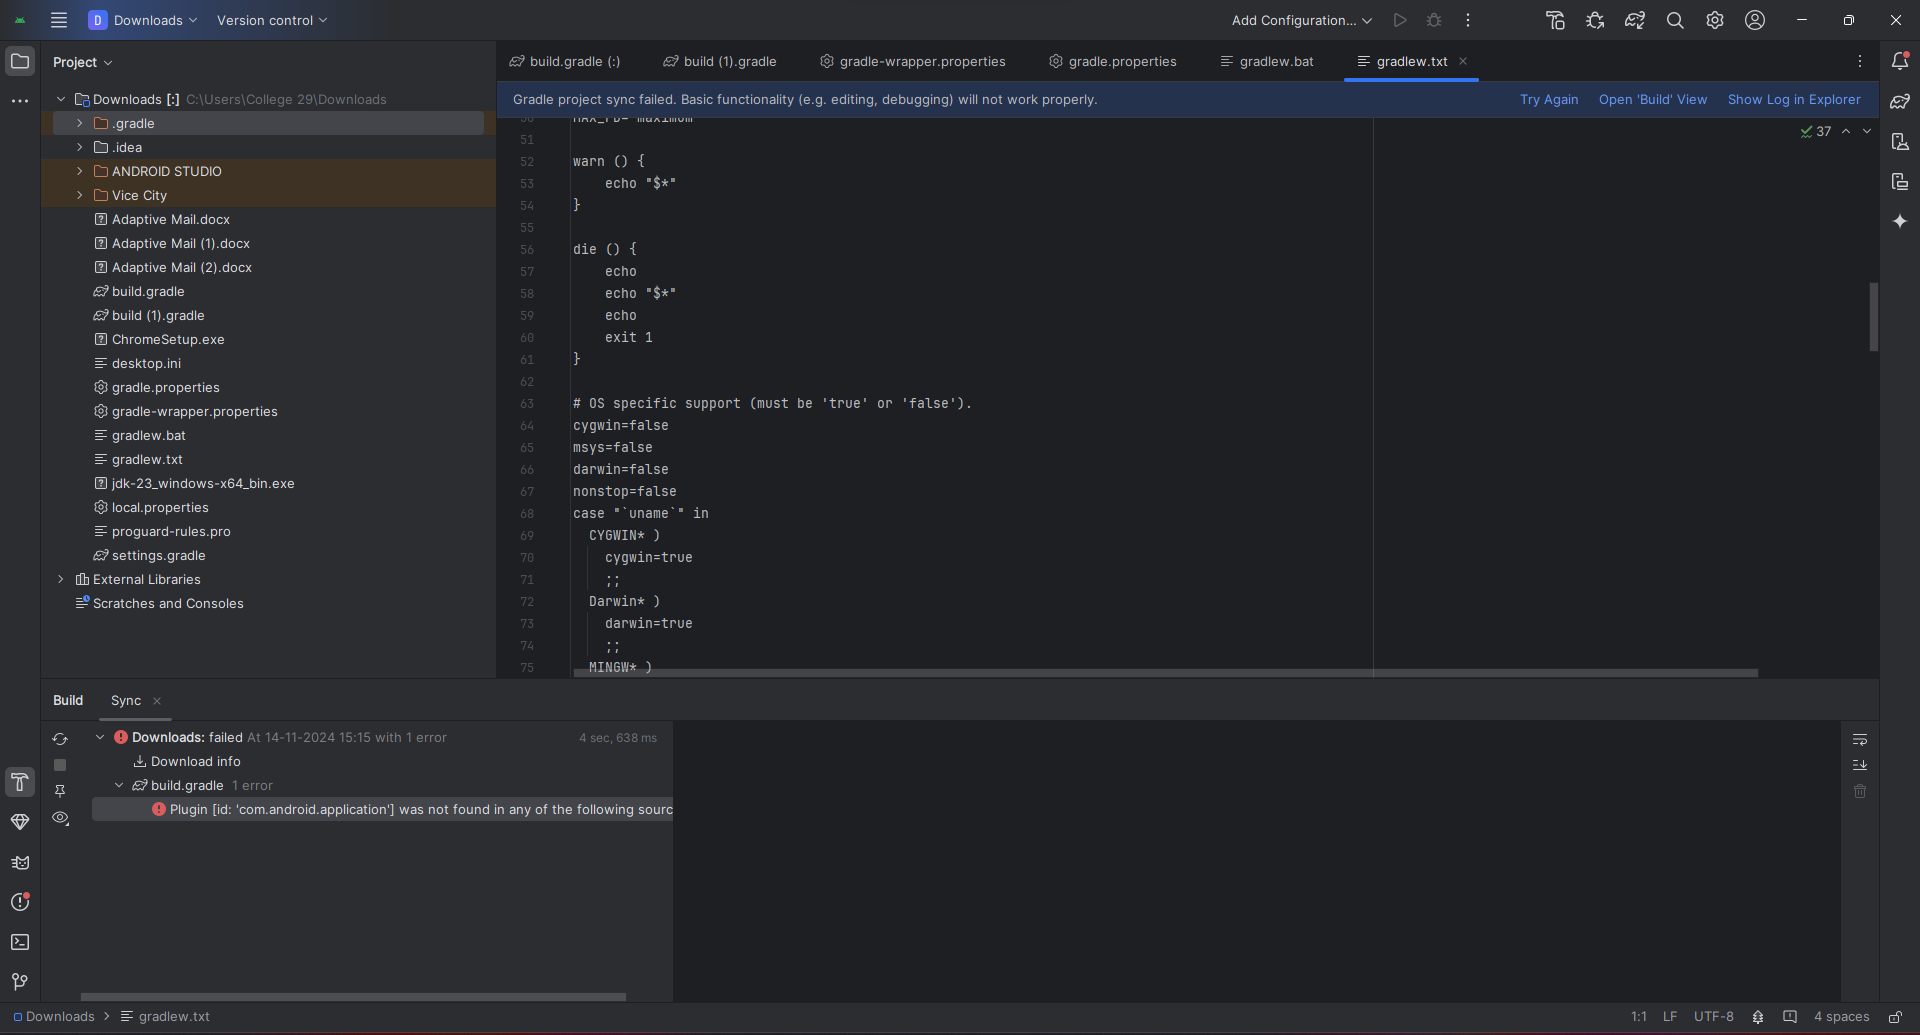 D Downloads Version control Add Configuration...
Project
build.gradle (:) build (1).gradle gradle-wrapper.properties gradle.properties gradlew.bat gradlew.txt
Gradle project sync failed. Basic functionality (e.g. editing, debugging) will not work properly. Try Again Open 'Build' View Show Log in Explorer
Downloads [:] C:\Users\College 29\Downloads
.gradle
.idea
ANDROID STUDIO
Vice City
Adaptive Mail.docx
Adaptive Mail (1).docx
Adaptive Mail (2).docx
build.gradle
build (1).gradle
ChromeSetup.exe
desktop.ini
gradle.properties
gradle-wrapper.properties
gradlew.bat
gradlew.txt
jdk-23_windows-x64_bin.exe
local.properties
proguard-rules.pro
settings.gradle
External Libraries
Scratches and Consoles
37
50 MAX_FD="maximum"
51
52 warn () {
53 echo "$*"
54 }
55
56 die () {
57 echo
58 echo "$*"
59 echo
60 exit 1
61 }
62
63 # OS specific support (must be 'true' or 'false').
64 cygwin=false
65 msys=false
66 darwin=false
67 nonstop=false
68 case "`uname`" in
69 CYGWIN* )
70 cygwin=true
71 ;;
72 Darwin* )
73 darwin=true
74 ;;
75 MINGW* )
Build Sync
Downloads: failed At 14-11-2024 15:15 with 1 error 4 sec, 638 ms
Download info
build.gradle 1 error
Plugin [id: 'com.android.application'] was not found in any of the following sourc
Downloads > gradlew.txt 1:1 LF UTF-8 4 spaces